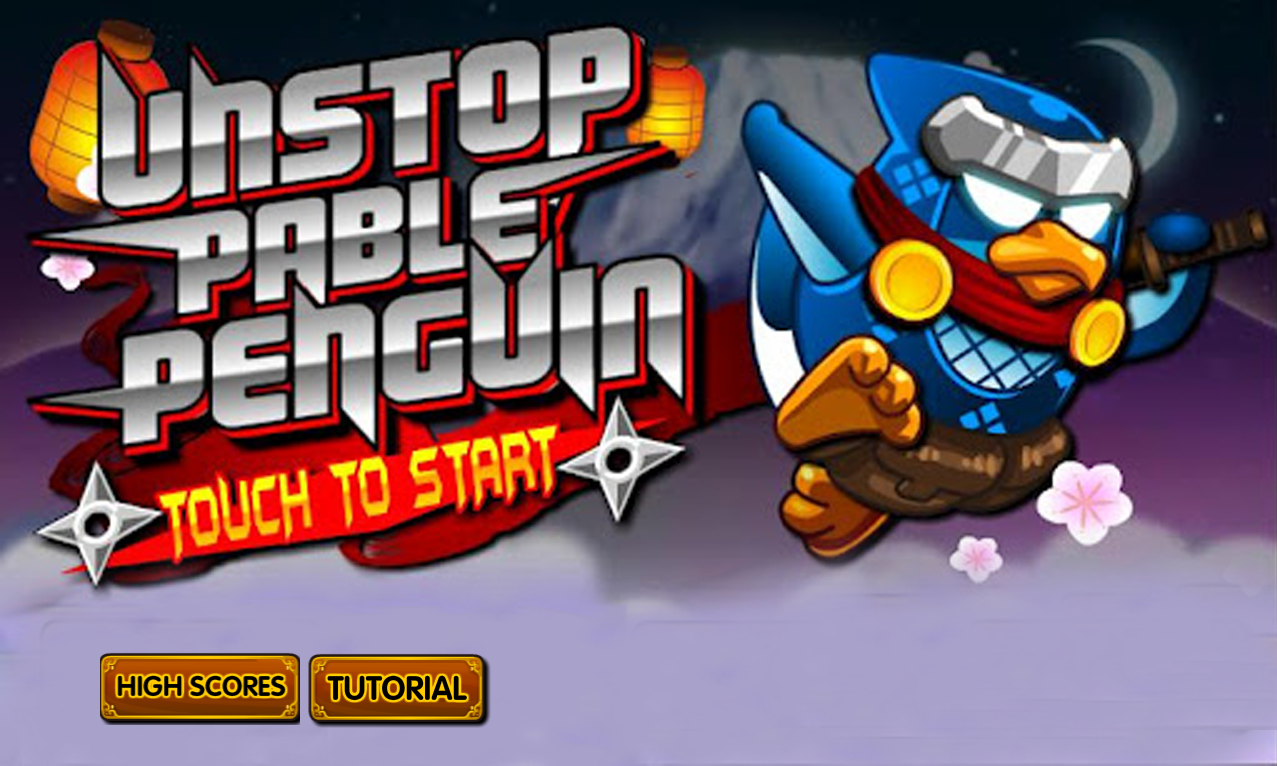 UNSTOP
PABLE
PENGUIN
TOUCH TO START
HIGH SCORES
TUTORIAL